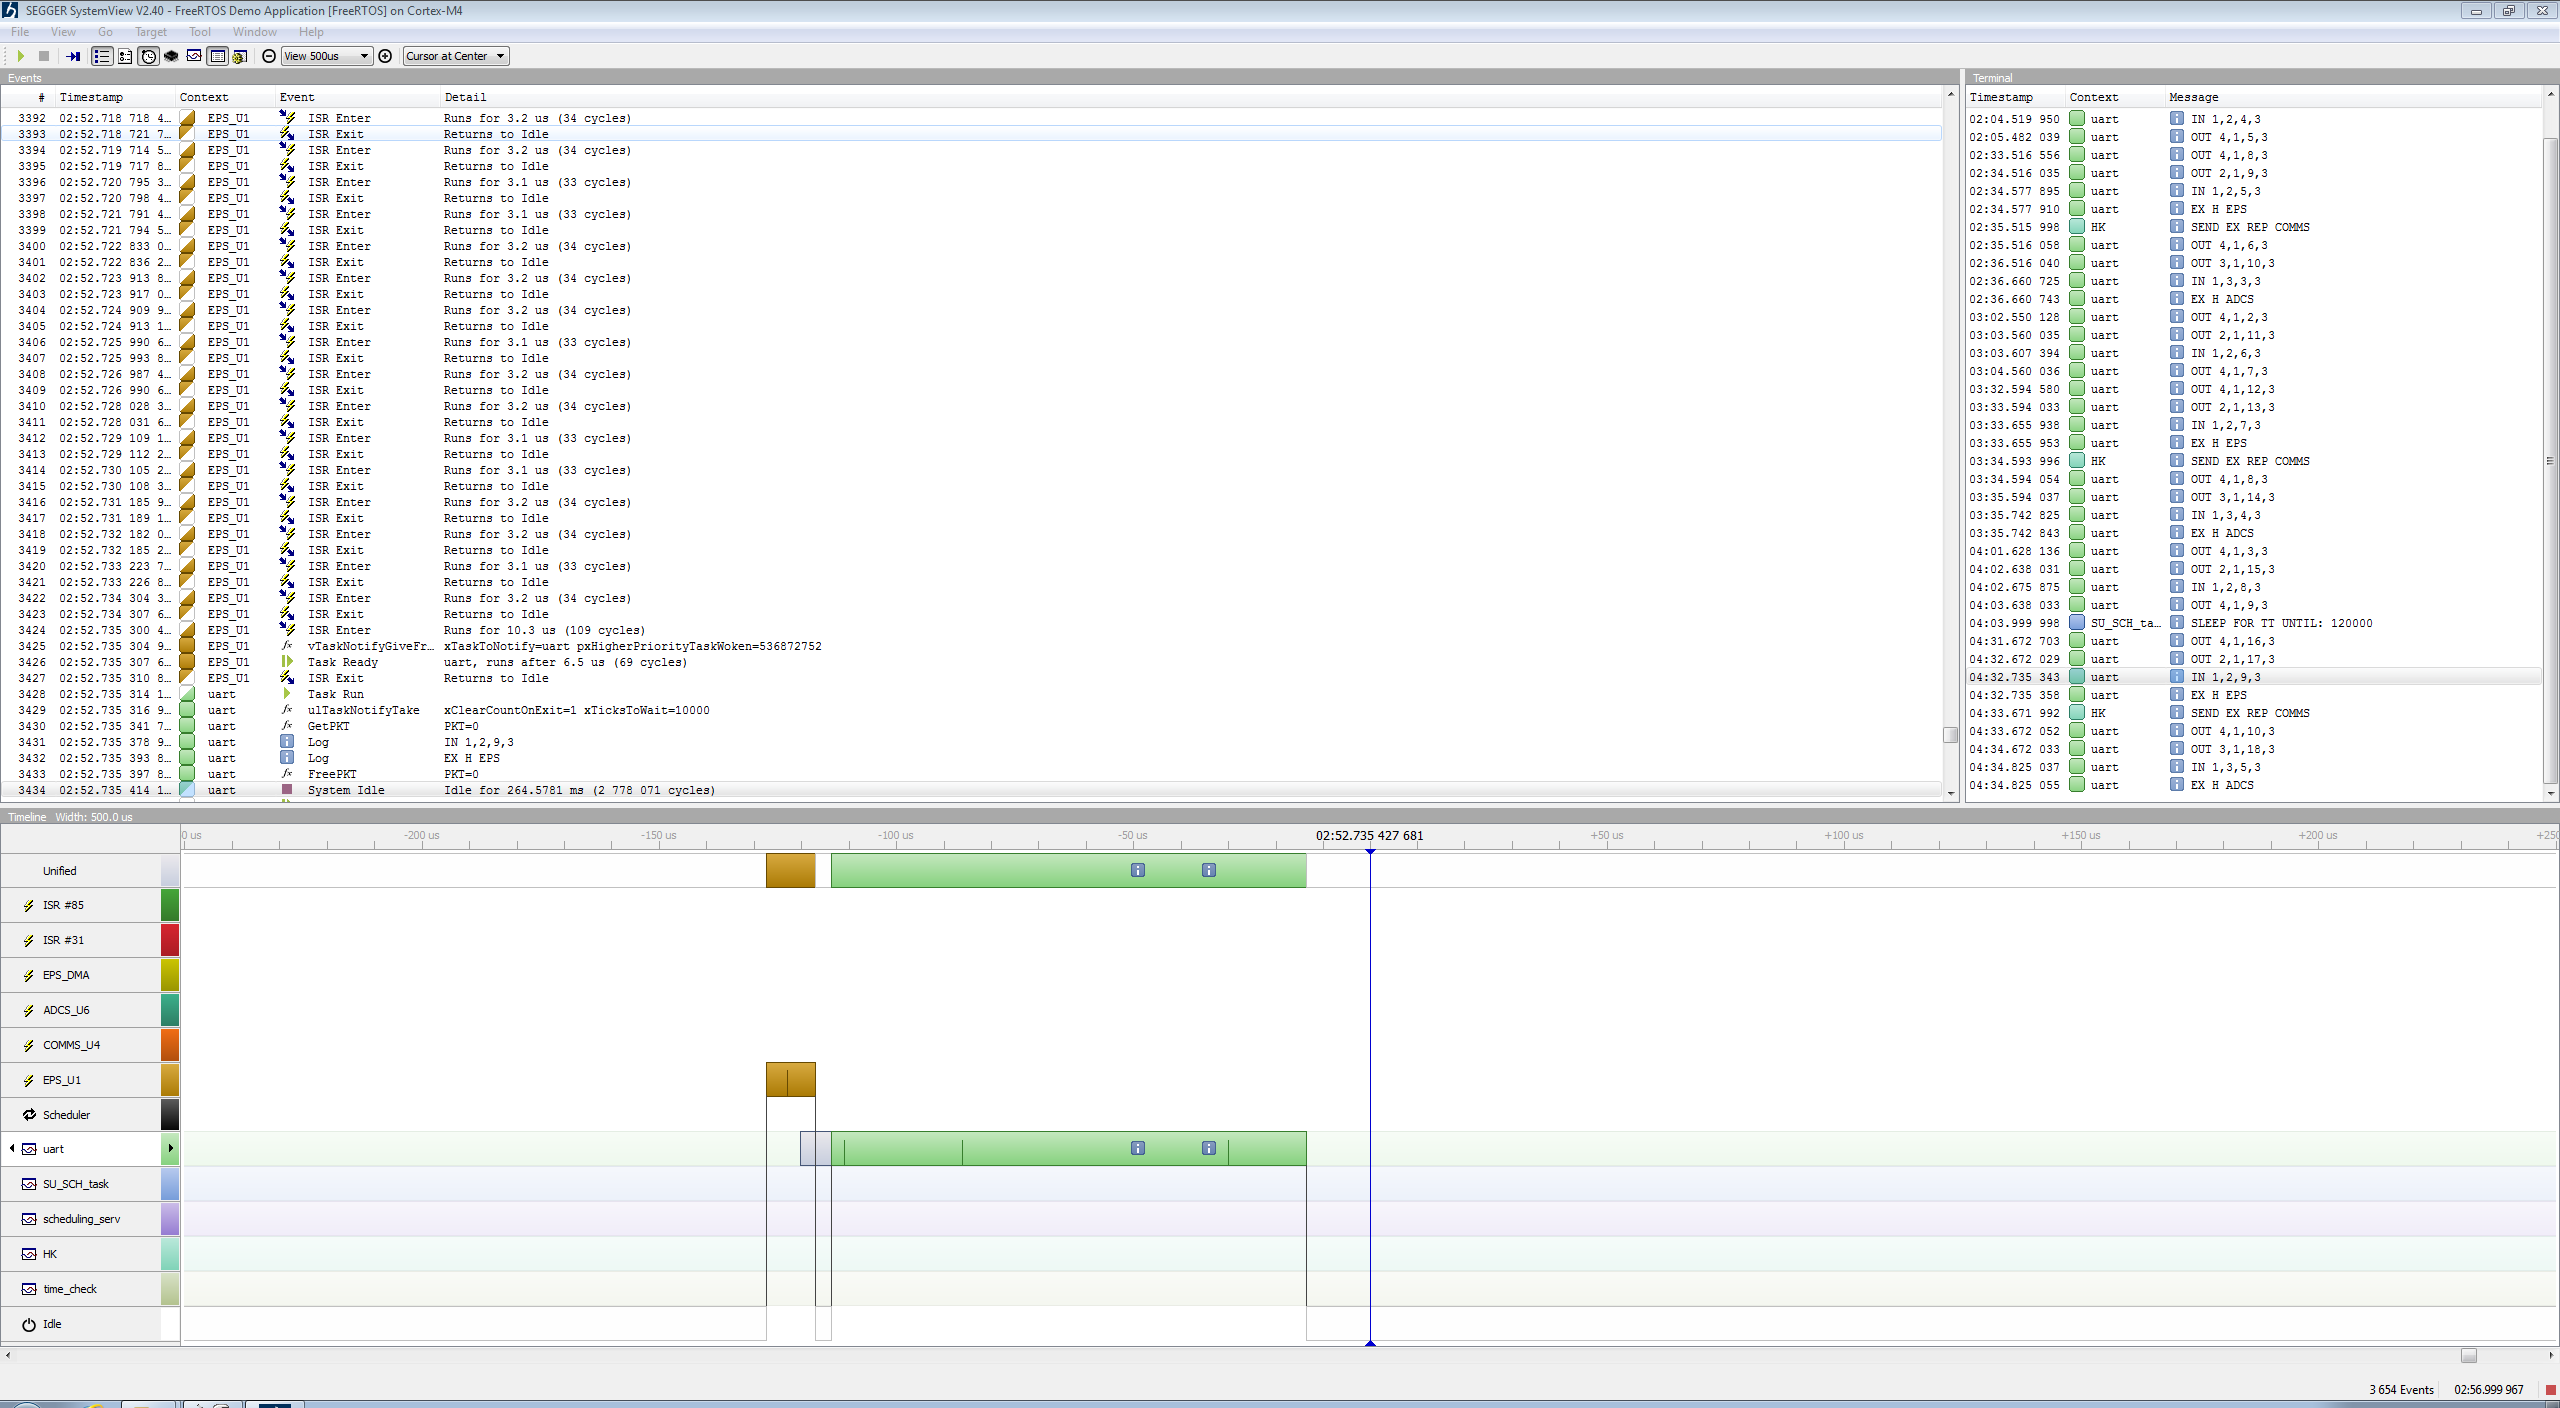 SEGGER SystemView V2.40 - FreeRTOS Demo Application [FreeRTOS] on Cortex-M4
File View Go Target Tool Window Help
View 500us Cursor at Center
Events
# Timestamp Context Event Detail
3392 02:52.718 718 4... EPS_U1 ISR Enter Runs for 3.2 us (34 cycles)
3393 02:52.718 721 7... EPS_U1 ISR Exit Returns to Idle
3394 02:52.719 714 5... EPS_U1 ISR Enter Runs for 3.2 us (34 cycles)
3395 02:52.719 717 8... EPS_U1 ISR Exit Returns to Idle
3396 02:52.720 795 3... EPS_U1 ISR Enter Runs for 3.1 us (33 cycles)
3397 02:52.720 798 4... EPS_U1 ISR Exit Returns to Idle
3398 02:52.721 791 4... EPS_U1 ISR Enter Runs for 3.1 us (33 cycles)
3399 02:52.721 794 5... EPS_U1 ISR Exit Returns to Idle
3400 02:52.722 833 0... EPS_U1 ISR Enter Runs for 3.2 us (34 cycles)
3401 02:52.722 836 2... EPS_U1 ISR Exit Returns to Idle
3402 02:52.723 913 8... EPS_U1 ISR Enter Runs for 3.2 us (34 cycles)
3403 02:52.723 917 0... EPS_U1 ISR Exit Returns to Idle
3404 02:52.724 909 9... EPS_U1 ISR Enter Runs for 3.2 us (34 cycles)
3405 02:52.724 913 1... EPS_U1 ISR Exit Returns to Idle
3406 02:52.725 990 6... EPS_U1 ISR Enter Runs for 3.1 us (33 cycles)
3407 02:52.725 993 8... EPS_U1 ISR Exit Returns to Idle
3408 02:52.726 987 4... EPS_U1 ISR Enter Runs for 3.2 us (34 cycles)
3409 02:52.726 990 6... EPS_U1 ISR Exit Returns to Idle
3410 02:52.728 028 3... EPS_U1 ISR Enter Runs for 3.2 us (34 cycles)
3411 02:52.728 031 6... EPS_U1 ISR Exit Returns to Idle
3412 02:52.729 109 1... EPS_U1 ISR Enter Runs for 3.1 us (33 cycles)
3413 02:52.729 112 2... EPS_U1 ISR Exit Returns to Idle
3414 02:52.730 105 2... EPS_U1 ISR Enter Runs for 3.1 us (33 cycles)
3415 02:52.730 108 3... EPS_U1 ISR Exit Returns to Idle
3416 02:52.731 185 9... EPS_U1 ISR Enter Runs for 3.2 us (34 cycles)
3417 02:52.731 189 1... EPS_U1 ISR Exit Returns to Idle
3418 02:52.732 182 0... EPS_U1 ISR Enter Runs for 3.2 us (34 cycles)
3419 02:52.732 185 2... EPS_U1 ISR Exit Returns to Idle
3420 02:52.733 223 7... EPS_U1 ISR Enter Runs for 3.1 us (33 cycles)
3421 02:52.733 226 8... EPS_U1 ISR Exit Returns to Idle
3422 02:52.734 304 3... EPS_U1 ISR Enter Runs for 3.2 us (34 cycles)
3423 02:52.734 307 6... EPS_U1 ISR Exit Returns to Idle
3424 02:52.735 300 4... EPS_U1 ISR Enter Runs for 10.3 us (109 cycles)
3425 02:52.735 304 9... EPS_U1 fx vTaskNotifyGiveFr... xTaskToNotify=uart pxHigherPriorityTaskWoken=536872752
3426 02:52.735 307 6... EPS_U1 Task Ready uart, runs after 6.5 us (69 cycles)
3427 02:52.735 310 8... EPS_U1 ISR Exit Returns to Idle
3428 02:52.735 314 1... uart Task Run
3429 02:52.735 316 9... uart fx ulTaskNotifyTake xClearCountOnExit=1 xTicksToWait=10000
3430 02:52.735 341 7... uart fx GetPKT PKT=0
3431 02:52.735 378 9... uart i Log IN 1,2,9,3
3432 02:52.735 393 8... uart i Log EX H EPS
3433 02:52.735 397 8... uart fx FreePKT PKT=0
3434 02:52.735 414 1... uart System Idle Idle for 264.5781 ms (2 778 071 cycles)
Terminal
Timestamp Context Message
02:04.519 950 uart i IN 1,2,4,3
02:05.482 039 uart i OUT 4,1,5,3
02:33.516 556 uart i OUT 4,1,8,3
02:34.516 035 uart i OUT 2,1,9,3
02:34.577 895 uart i IN 1,2,5,3
02:34.577 910 uart i EX H EPS
02:35.515 998 HK i SEND EX REP COMMS
02:35.516 058 uart i OUT 4,1,6,3
02:36.516 040 uart i OUT 3,1,10,3
02:36.660 725 uart i IN 1,3,3,3
02:36.660 743 uart i EX H ADCS
03:02.550 128 uart i OUT 4,1,2,3
03:03.560 035 uart i OUT 2,1,11,3
03:03.607 394 uart i IN 1,2,6,3
03:04.560 036 uart i OUT 4,1,7,3
03:32.594 580 uart i OUT 4,1,12,3
03:33.594 033 uart i OUT 2,1,13,3
03:33.655 938 uart i IN 1,2,7,3
03:33.655 953 uart i EX H EPS
03:34.593 996 HK i SEND EX REP COMMS
03:34.594 054 uart i OUT 4,1,8,3
03:35.594 037 uart i OUT 3,1,14,3
03:35.742 825 uart i IN 1,3,4,3
03:35.742 843 uart i EX H ADCS
04:01.628 136 uart i OUT 4,1,3,3
04:02.638 031 uart i OUT 2,1,15,3
04:02.675 875 uart i IN 1,2,8,3
04:03.638 033 uart i OUT 4,1,9,3
04:03.999 998 SU_SCH_ta... i SLEEP FOR TT UNTIL: 120000
04:31.672 703 uart i OUT 4,1,16,3
04:32.672 029 uart i OUT 2,1,17,3
04:32.735 343 uart i IN 1,2,9,3
04:32.735 358 uart i EX H EPS
04:33.671 992 HK i SEND EX REP COMMS
04:33.672 052 uart i OUT 4,1,10,3
04:34.672 033 uart i OUT 3,1,18,3
04:34.825 037 uart i IN 1,3,5,3
04:34.825 055 uart i EX H ADCS
Timeline Width: 500.0 us
0 us -200 us -150 us -100 us -50 us 02:52.735 427 681 +50 us +100 us +150 us +200 us +250
Unified i i
ISR #85
ISR #31
EPS_DMA
ADCS_U6
COMMS_U4
EPS_U1
Scheduler
uart i i
SU_SCH_task
scheduling_serv
HK
time_check
Idle
3 654 Events 02:56.999 967